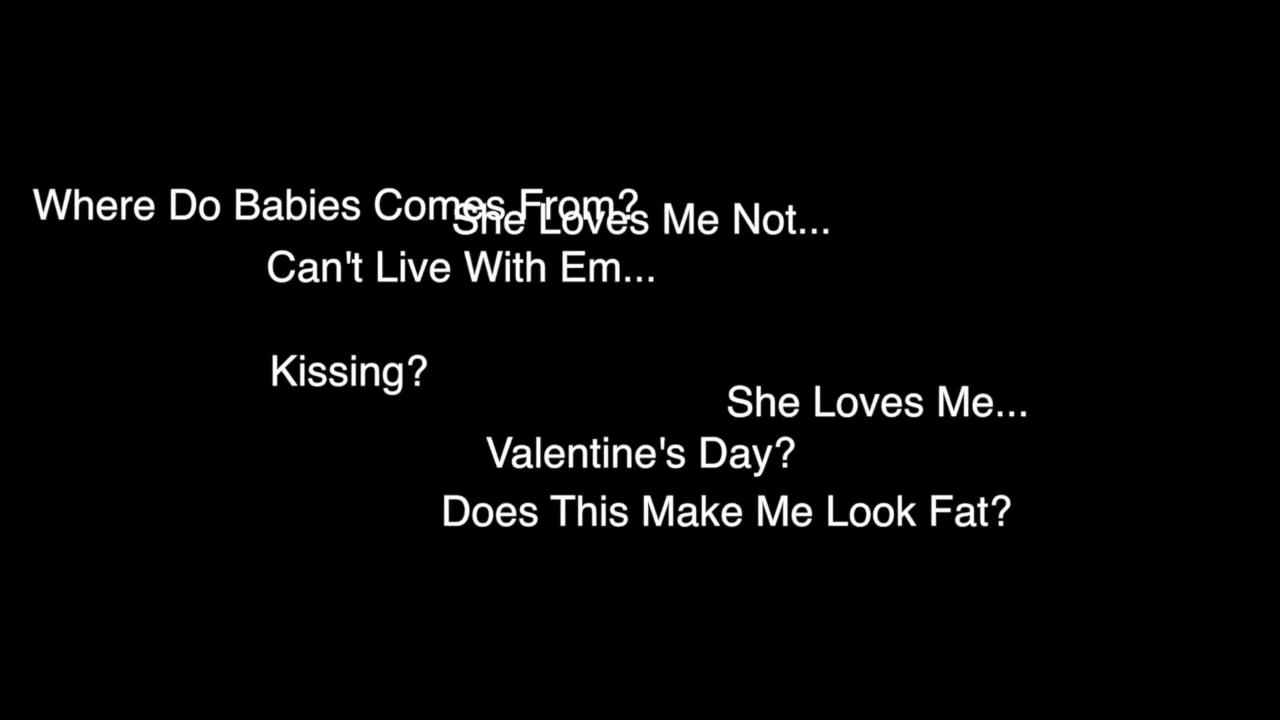 Where Do Babies Comes From?
She Loves Me Not...
Can't Live With Em...
Kissing?
She Loves Me...
Valentine's Day?
Does This Make Me Look Fat?